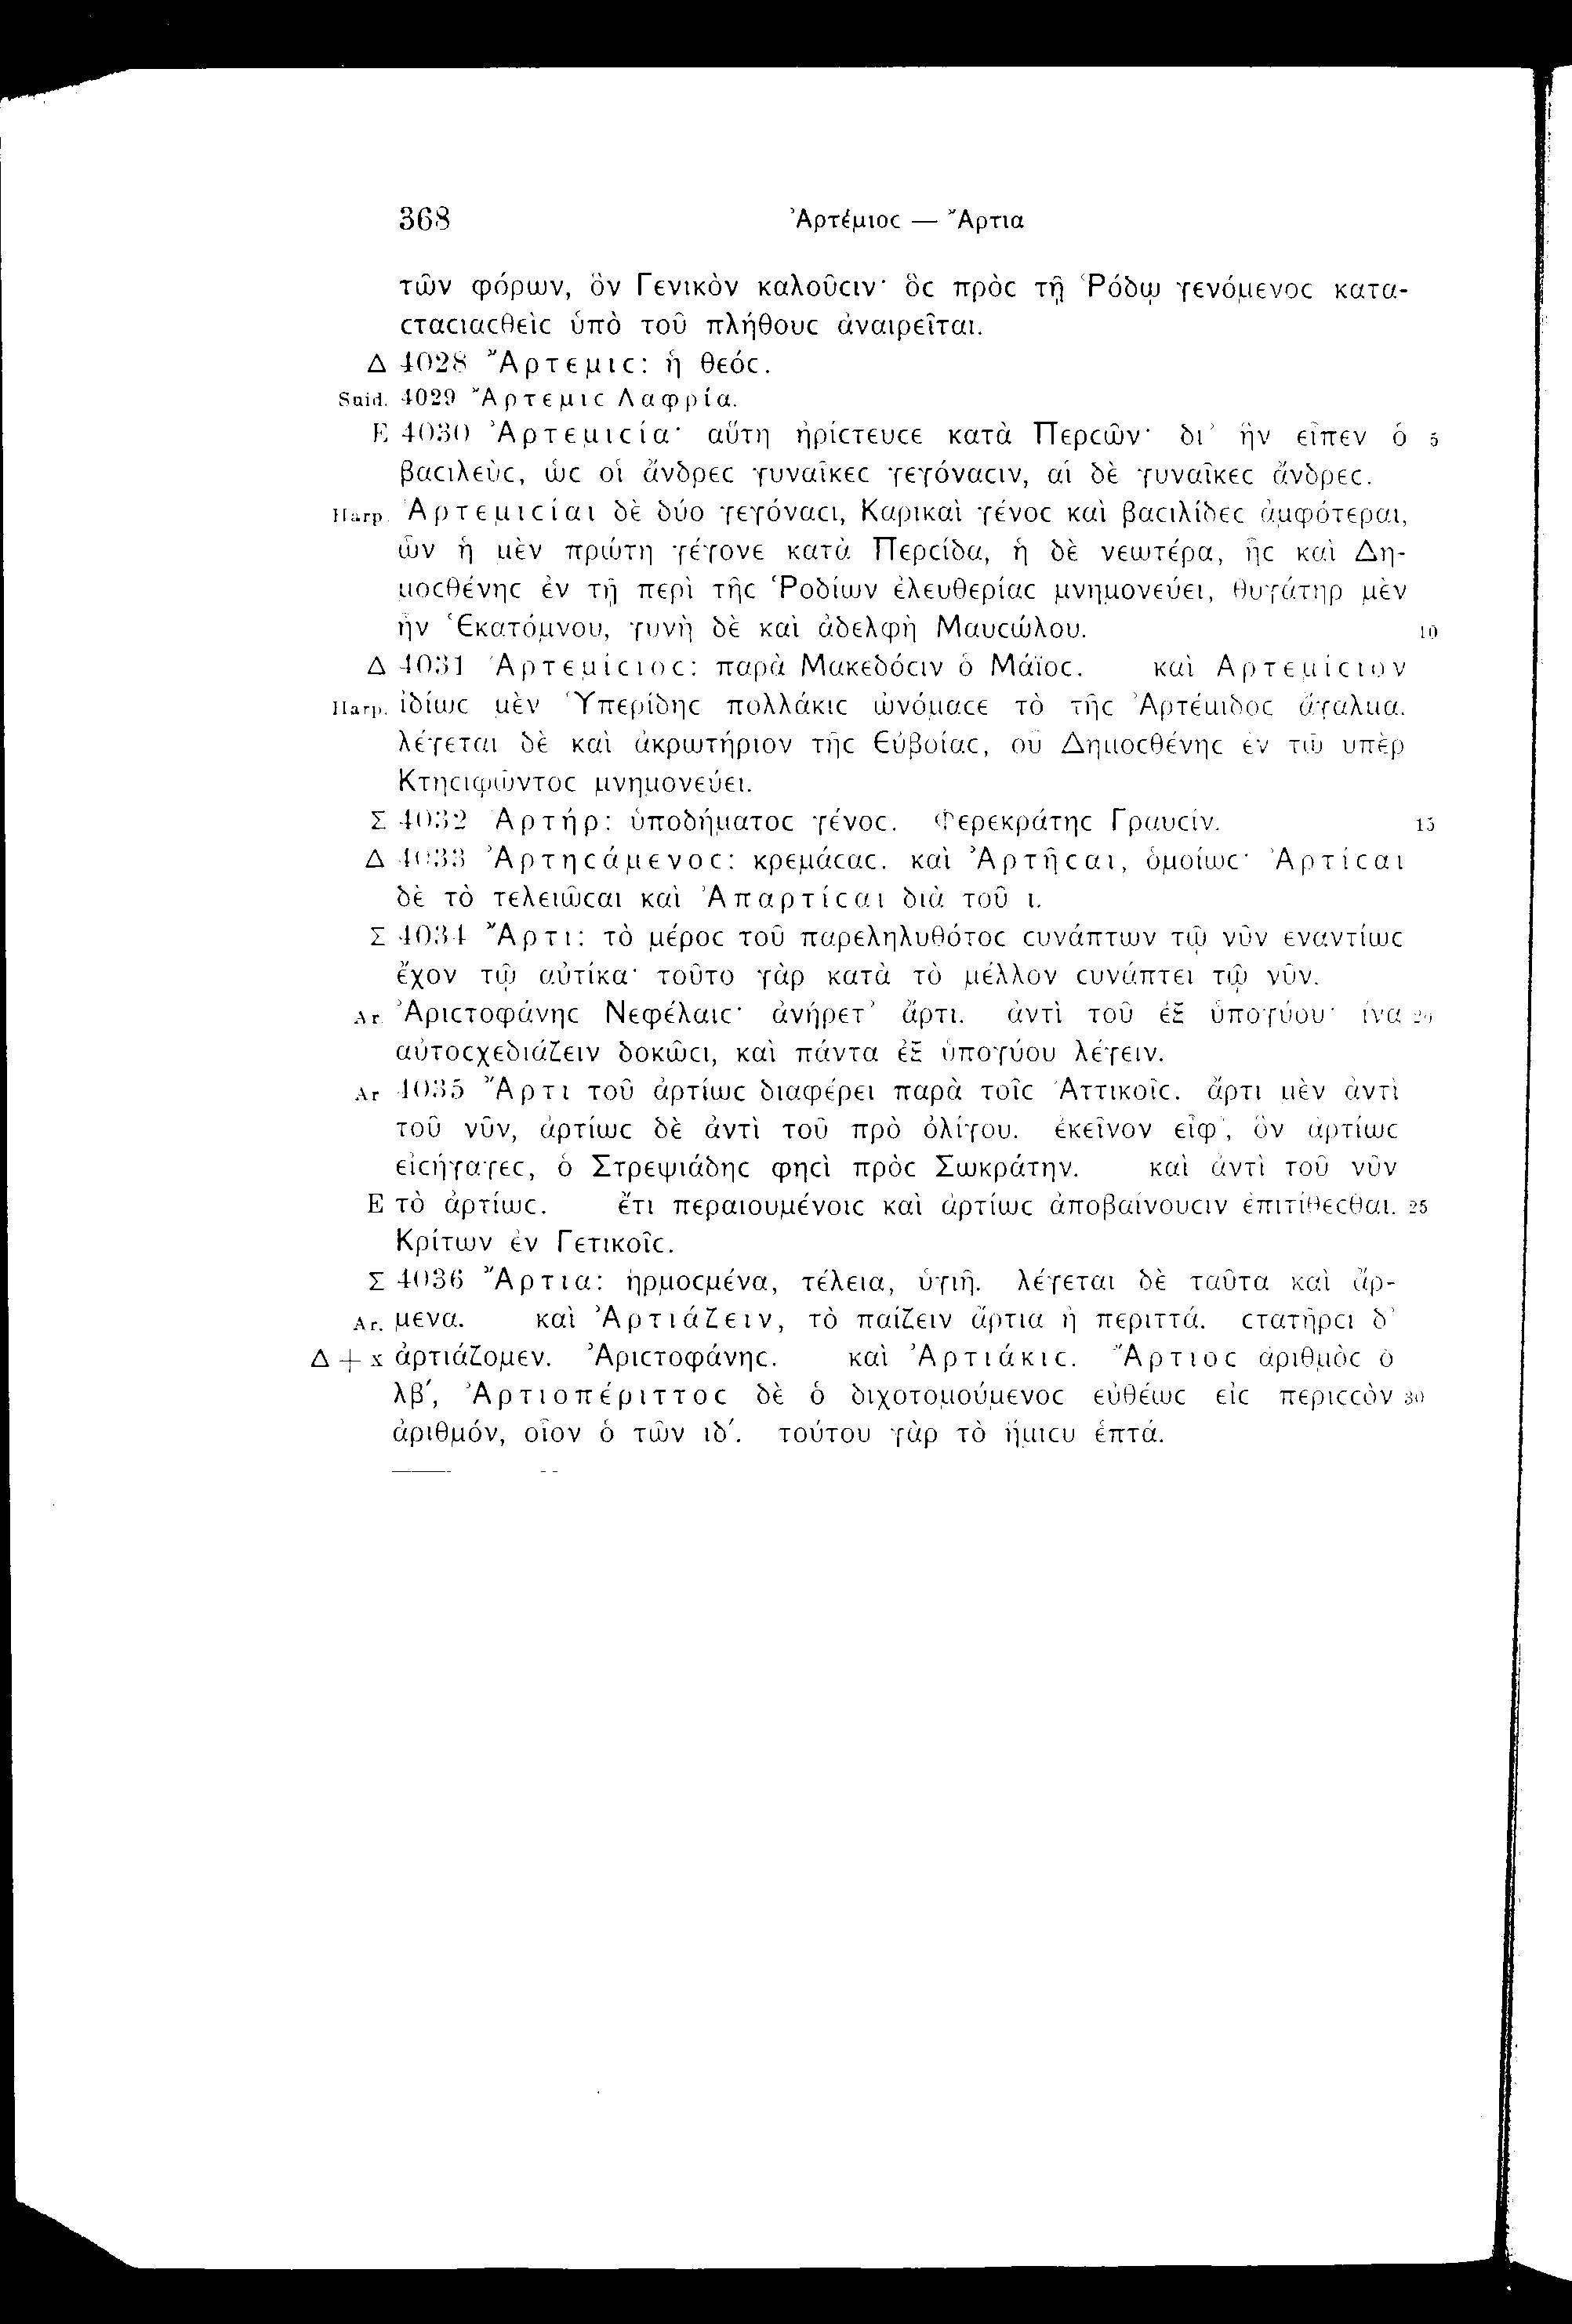 368 Ἀρτέμιοϲ — Ἄρτια
τῶν φόρων, ὃν Γενικὸν καλοῦϲιν· ὃϲ πρὸϲ τῇ Ῥόδῳ γενόμενοϲ κατα-
ϲταϲιαϲθεὶϲ ὑπὸ τοῦ πλήθουϲ ἀναιρεῖται.
Δ 4028 Ἄρτεμιϲ: ἡ θεόϲ.
Suid. 4029 Ἄρτεμιϲ Λαφρία.
E 4030 Ἀρτεμιϲία· αὕτη ἠρίϲτευϲε κατὰ Περϲῶν· δι’ ἣν εἶπεν ὁ 5
βαϲιλεὺϲ, ὡϲ οἱ ἄνδρεϲ γυναῖκεϲ γεγόναϲιν, αἱ δὲ γυναῖκεϲ ἄνδρεϲ.
Harp. Ἀρτεμιϲίαι δὲ δύο γεγόναϲι, Καρικαὶ γένοϲ καὶ βαϲιλίδεϲ ἀμφότεραι,
ὧν ἡ μὲν πρώτη γέγονε κατὰ Περϲίδα, ἡ δὲ νεωτέρα, ἧϲ καὶ Δη-
μοϲθένηϲ ἐν τῇ περὶ τῆϲ Ῥοδίων ἐλευθερίαϲ μνημονεύει, θυγάτηρ μὲν
ἦν Ἑκατόμνου, γυνὴ δὲ καὶ ἀδελφὴ Μαυϲώλου. 10
Δ 4031 Ἀρτεμίϲιοϲ: παρὰ Μακεδόϲιν ὁ Μάϊοϲ. καὶ Ἀρτεμίϲιον
Harp. ἰδίωϲ μὲν Ὑπερίδηϲ πολλάκιϲ ὠνόμαϲε τὸ τῆϲ Ἀρτέμιδοϲ ἄγαλμα.
λέγεται δὲ καὶ ἀκρωτήριον τῆϲ Εὐβοίαϲ, οὗ Δημοϲθένηϲ ἐν τῷ ὑπὲρ
Κτηϲιφῶντοϲ μνημονεύει.
Σ 4032 Ἀρτήρ: ὑποδήματοϲ γένοϲ. Φερεκράτηϲ Γραυϲίν. 15
Δ 4033 Ἀρτηϲάμενοϲ: κρεμάϲαϲ. καὶ Ἀρτῆϲαι, ὁμοίωϲ· Ἀρτίϲαι
δὲ τὸ τελειῶϲαι καὶ Ἀπαρτίϲαι διὰ τοῦ ι.
Σ 4034 Ἄρτι: τὸ μέροϲ τοῦ παρεληλυθότοϲ ϲυνάπτων τῷ νῦν ἐναντίωϲ
ἔχον τῷ αὐτίκα· τοῦτο γὰρ κατὰ τὸ μέλλον ϲυνάπτει τῷ νῦν.
Ar. Ἀριϲτοφάνηϲ Νεφέλαιϲ· ἀνήρετ’ ἄρτι. ἀντὶ τοῦ ἐξ ὑπογύου· ἵνα 20
αὐτοϲχεδιάζειν δοκῶϲι, καὶ πάντα ἐξ ὑπογύου λέγειν.
Ar 4035 Ἄρτι τοῦ ἀρτίωϲ διαφέρει παρὰ τοῖϲ Ἀττικοῖϲ. ἄρτι μὲν ἀντὶ
τοῦ νῦν, ἀρτίωϲ δὲ ἀντὶ τοῦ πρὸ ὀλίγου. ἐκεῖνον εἶφ’, ὃν ἀρτίωϲ
εἰϲήγαγεϲ, ὁ Στρεψιάδηϲ φηϲὶ πρὸϲ Σωκράτην. καὶ ἀντὶ τοῦ νῦν
E τὸ ἀρτίωϲ. ἔτι περαιουμένοιϲ καὶ ἀρτίωϲ ἀποβαίνουϲιν ἐπιτίθεϲθαι. 25
Κρίτων ἐν Γετικοῖϲ.
Σ 4036 Ἄρτια: ἡρμοϲμένα, τέλεια, ὑγιῆ. λέγεται δὲ ταῦτα καὶ ἄρ-
Ar. μενα. καὶ Ἀρτιάζειν, τὸ παίζειν ἄρτια ἢ περιττά. ϲτατῆρϲι δ’
Δ + x ἀρτιάζομεν. Ἀριϲτοφάνηϲ. καὶ Ἀρτιάκιϲ. Ἄρτιοϲ ἀριθμὸϲ ὁ
λβ΄, Ἀρτιοπέριττοϲ δὲ ὁ διχοτομούμενοϲ εὐθέωϲ εἰϲ περιϲϲὸν 30
ἀριθμόν, οἷον ὁ τῶν ιδ΄. τούτου γὰρ τὸ ἥμιϲυ ἑπτά.